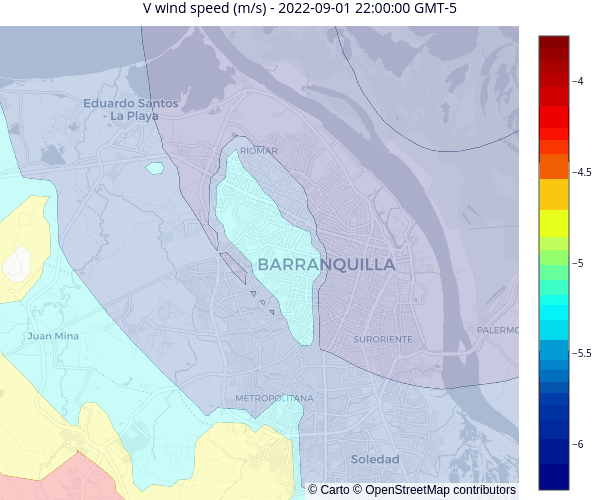 V wind speed (m/s) - 2022-09-01 22:00:00 GMT-5
Eduardo Santos
- La Playa
RIOMAR
BARRANQUILLA
Juan Mina
SURORIENTE
PALERMO
METROPOLITANA
Soledad
−4
−4.5
−5
−5.5
−6
© Carto © OpenStreetMap contributors